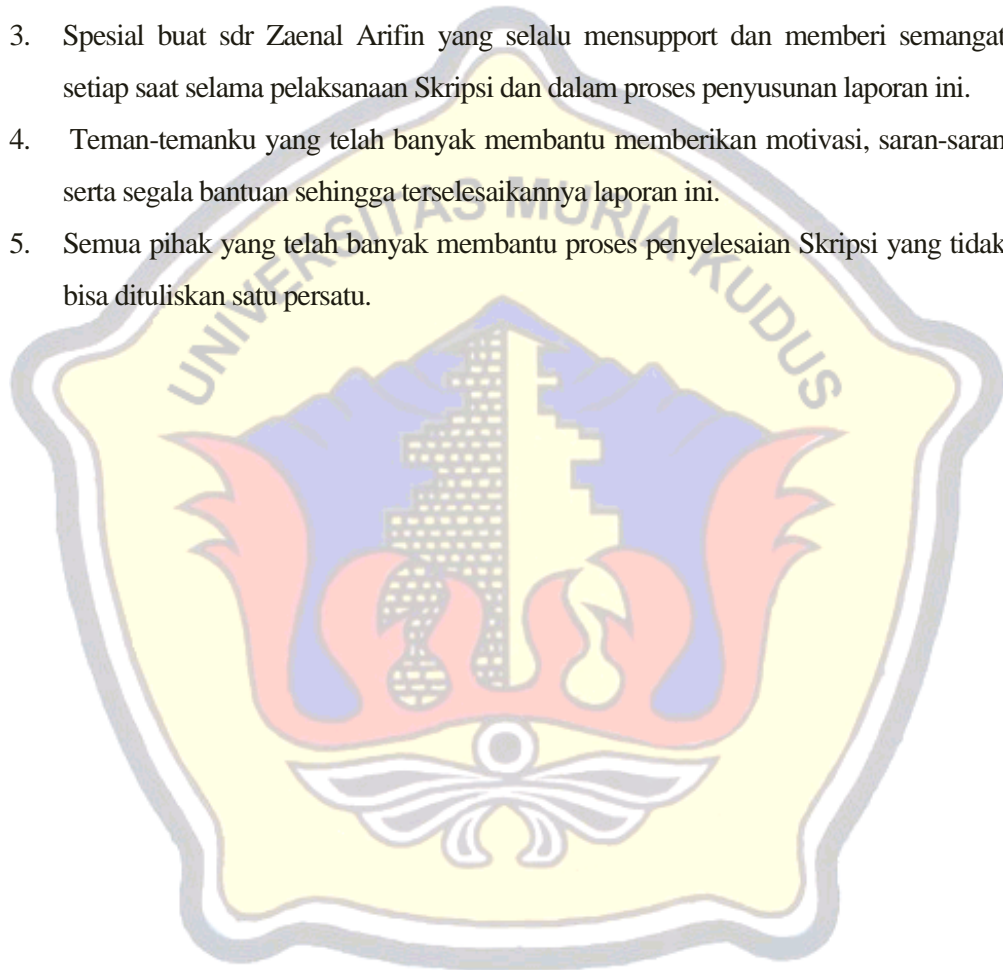 3. Spesial buat sdr Zaenal Arifin yang selalu mensupport dan memberi semangat
setiap saat selama pelaksanaan Skripsi dan dalam proses penyusunan laporan ini.
4. Teman-temanku yang telah banyak membantu memberikan motivasi, saran-saran
serta segala bantuan sehingga terselesaikannya laporan ini.
5. Semua pihak yang telah banyak membantu proses penyelesaian Skripsi yang tidak
bisa dituliskan satu persatu.
UNIVERSITAS MURIA KUDUS